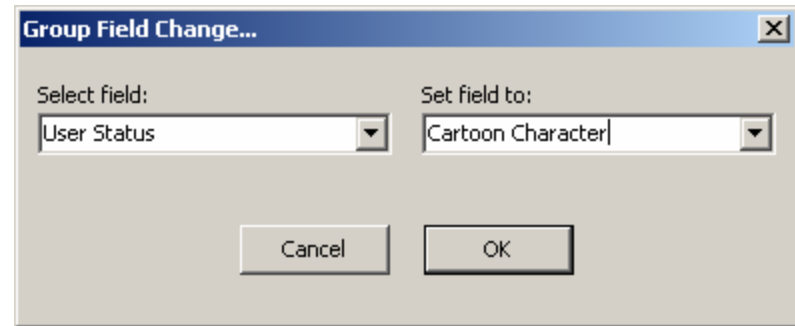 Group Field Change...
Select field: Set field to:
User Status Cartoon Character
Cancel OK